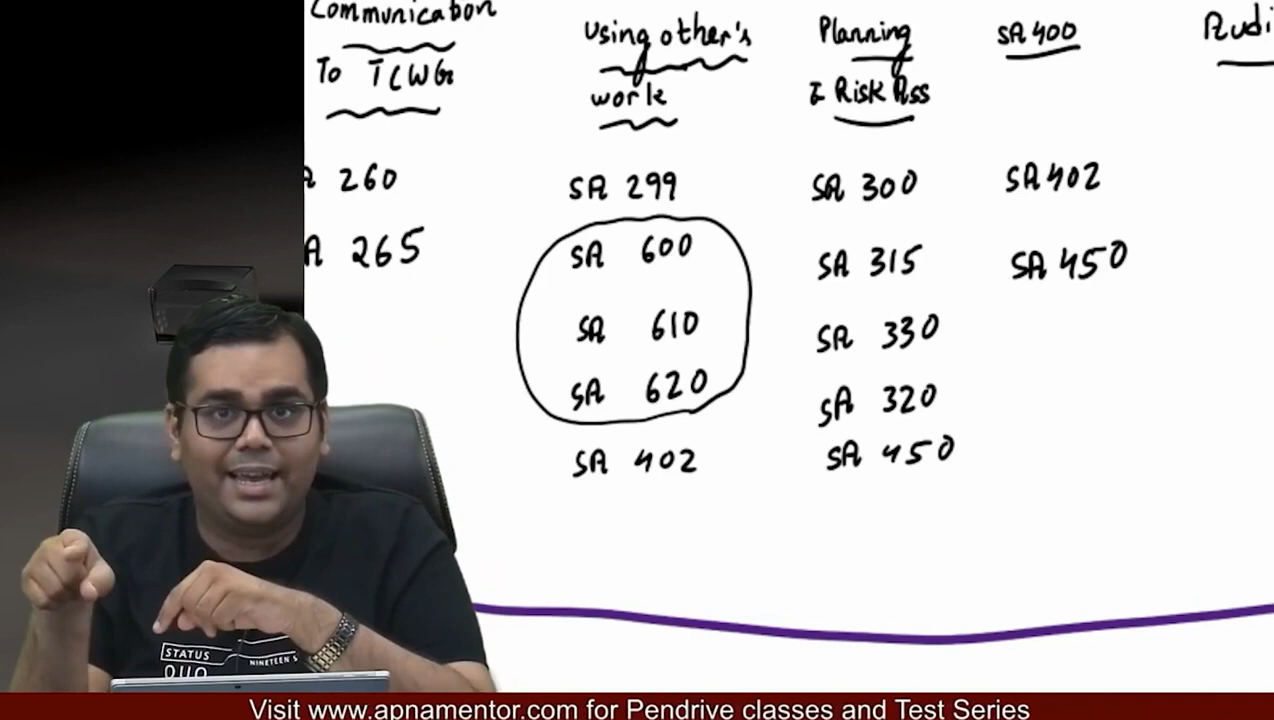 Communication
To TCWG
A 260
A 265
Using other's
work
SA 299
SA 600
SA 610
SA 620
SA 402
Planning
& Risk Ass
SA 300
SA 315
SA 330
SA 320
SA 450
SA 400
SA 402
SA 450
Audi
STATUS
QUO
NINETEEN S
Visit www.apnamentor.com for Pendrive classes and Test Series